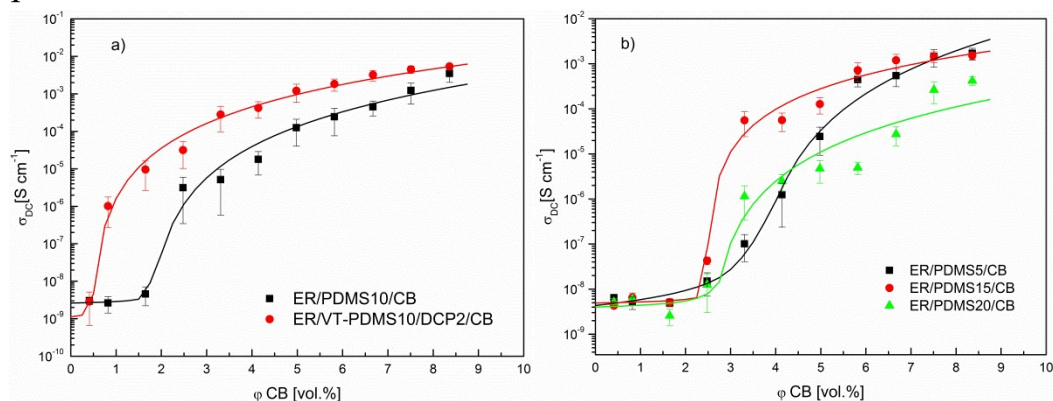 a)
10⁻¹
10⁻²
10⁻³
10⁻⁴
10⁻⁵
10⁻⁶
10⁻⁷
10⁻⁸
10⁻⁹
10⁻¹⁰
σDC[S cm⁻¹]
ER/PDMS10/CB
ER/VT-PDMS10/DCP2/CB
0 1 2 3 4 5 6 7 8 9 10
φ CB [vol.%]
b)
10⁻²
10⁻³
10⁻⁴
10⁻⁵
10⁻⁶
10⁻⁷
10⁻⁸
10⁻⁹
σDC[S cm⁻¹]
ER/PDMS5/CB
ER/PDMS15/CB
ER/PDMS20/CB
0 1 2 3 4 5 6 7 8 9 10
φ CB [vol.%]